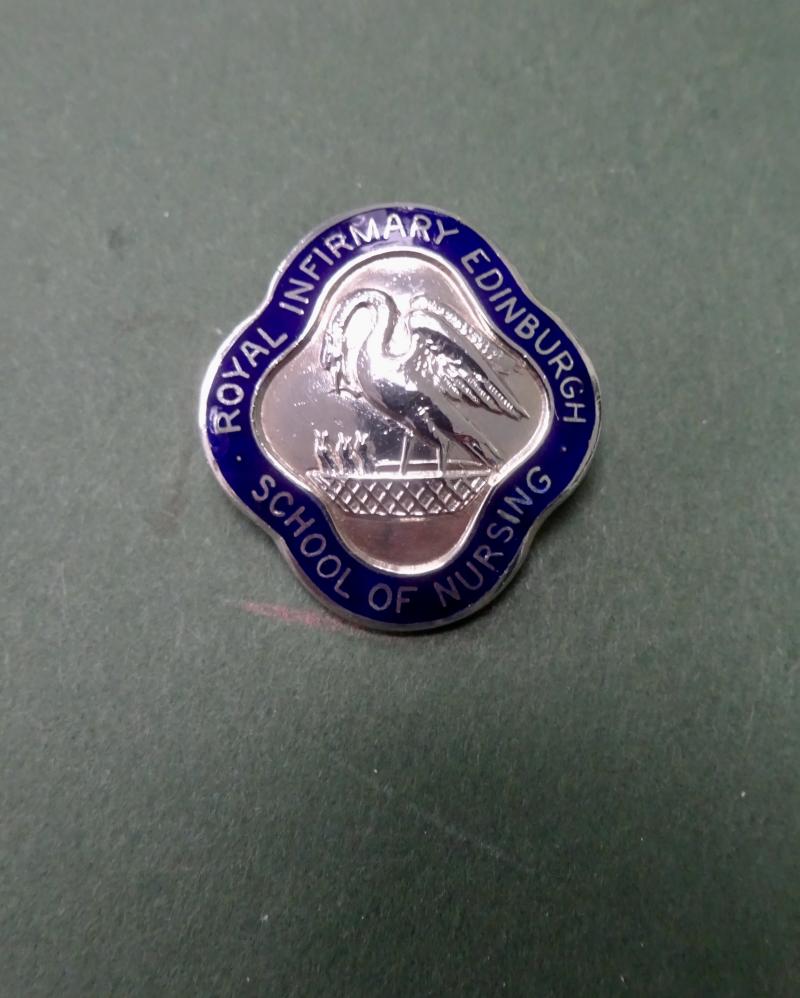 ROYAL INFIRMARY EDINBURGH
· SCHOOL OF NURSING ·